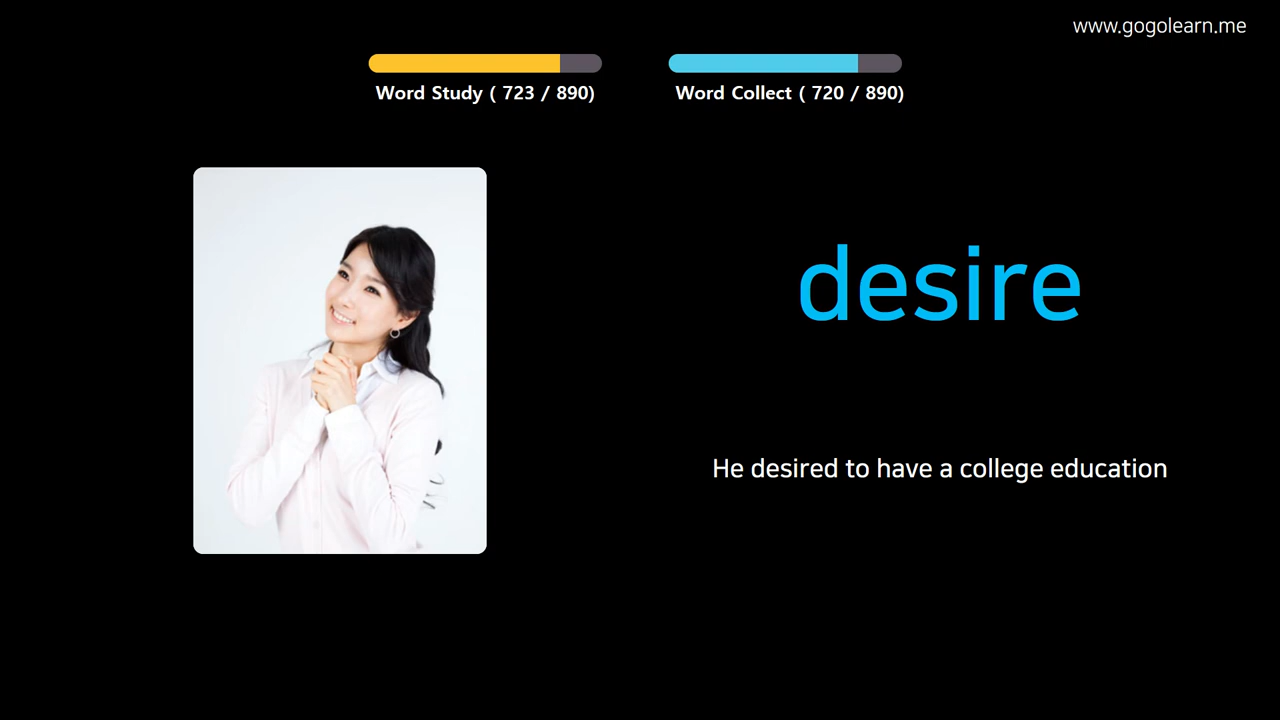 www.gogolearn.me
Word Study ( 723 / 890)
Word Collect ( 720 / 890)
desire
He desired to have a college education